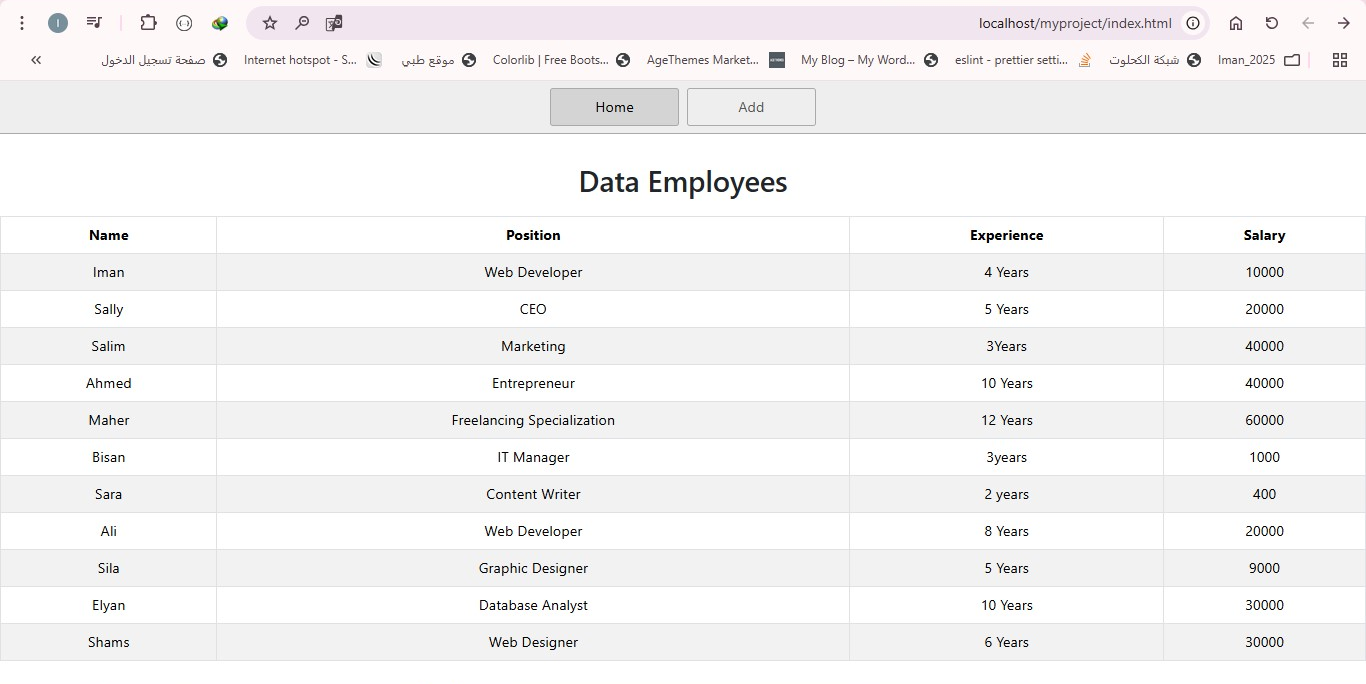 localhost/myproject/index.html
صفحة تسجيل الدخول Internet hotspot - S... موقع طبي Colorlib | Free Boots... AgeThemes Market... My Blog – My Word... eslint - prettier setti... شبكة الكحلوت Iman_2025
Home Add
Data Employees
Name Position Experience Salary
Iman Web Developer 4 Years 10000
Sally CEO 5 Years 20000
Salim Marketing 3Years 40000
Ahmed Entrepreneur 10 Years 40000
Maher Freelancing Specialization 12 Years 60000
Bisan IT Manager 3years 1000
Sara Content Writer 2 years 400
Ali Web Developer 8 Years 20000
Sila Graphic Designer 5 Years 9000
Elyan Database Analyst 10 Years 30000
Shams Web Designer 6 Years 30000